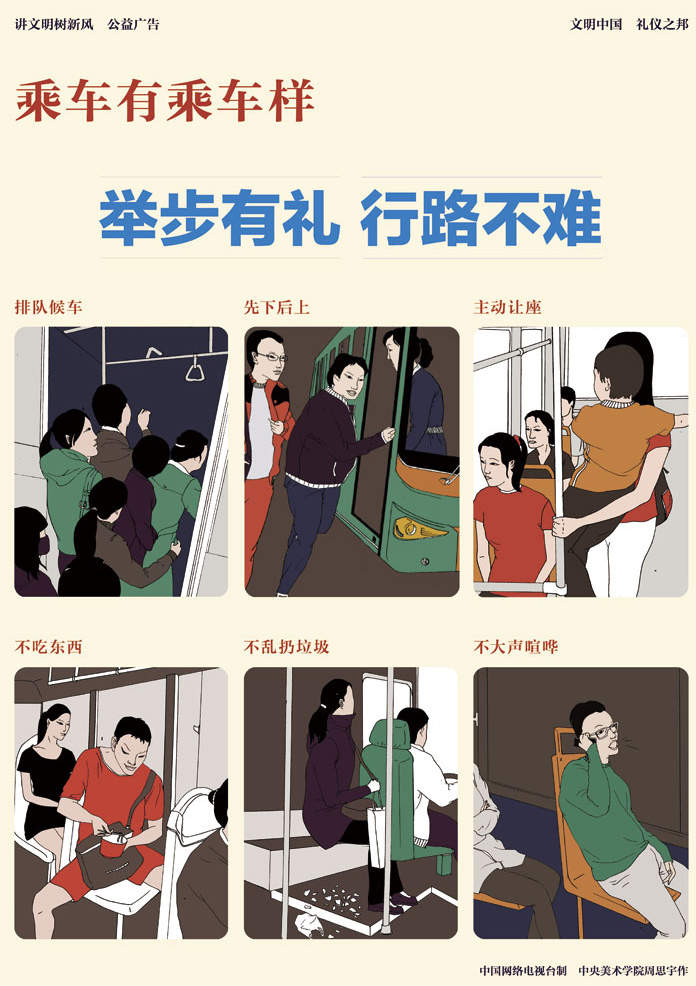 讲文明树新风 公益广告
文明中国 礼仪之邦
乘车有乘车样
举步有礼 行路不难
排队候车
先下后上
主动让座
不吃东西
不乱扔垃圾
不大声喧哗
中国网络电视台制 中央美术学院周思宇作